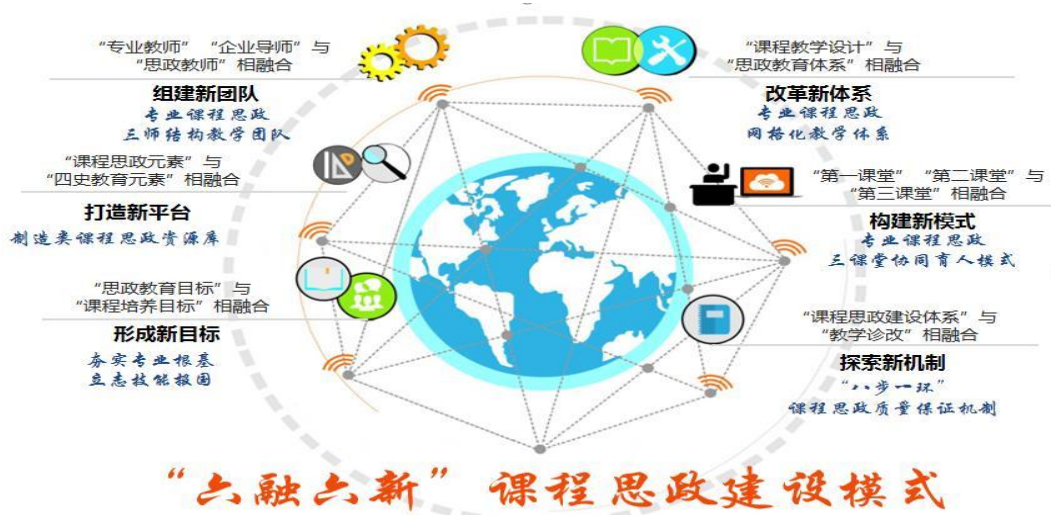 “专业教师” “企业导师”与
“思政教师”相融合
组建新团队
专业课程思政
三师结构教学团队
“课程思政元素”与
“四史教育元素”相融合
打造新平台
制造类课程思政资源库
“思政教育目标”与
“课程培养目标”相融合
形成新目标
夯实专业根基
立志技能报国
“课程教学设计”与
“思政教育体系”相融合
改革新体系
专业课程思政
网格化教学体系
“第一课堂” “第二课堂”与
“第三课堂”相融合
构建新模式
专业课程思政
三课堂协同育人模式
“课程思政建设体系”与
“教学诊改”相融合
探索新机制
“八步一环”
课程思政质量保证机制
“六融六新”课程思政建设模式